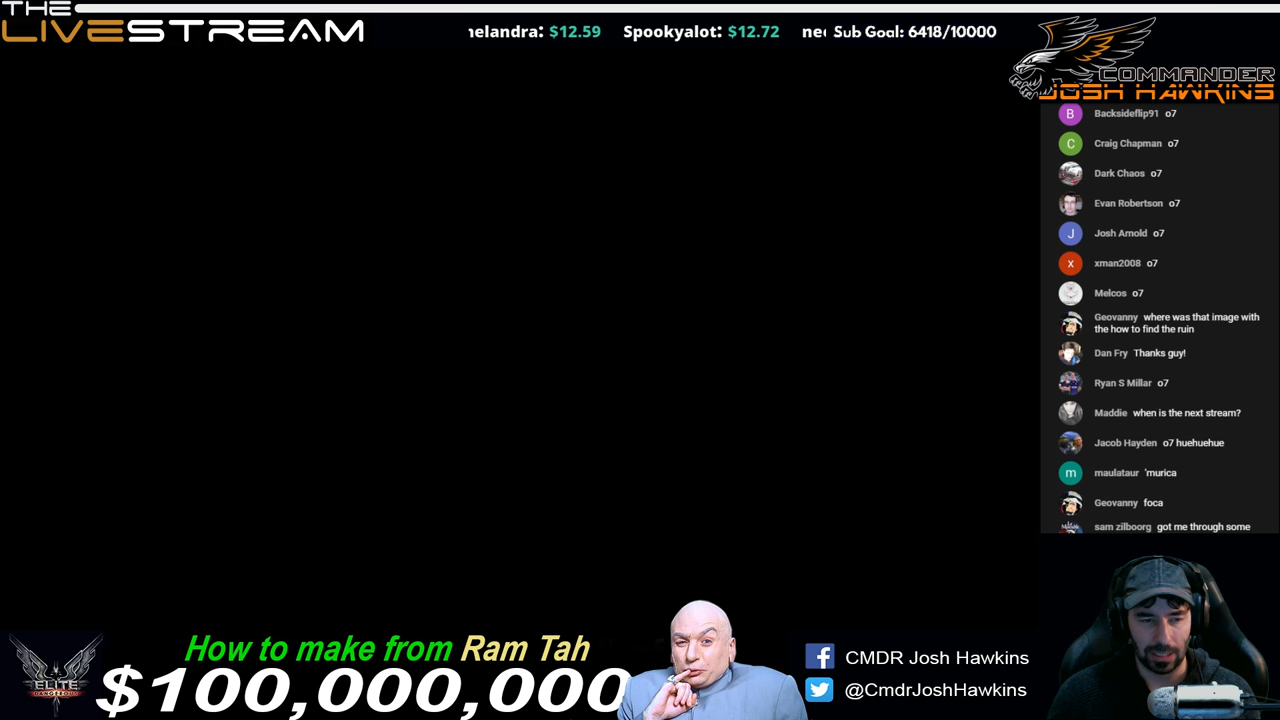 THE
LIVESTREAM
nelandra: $12.59 Spookyalot: $12.72 Sub Goal: 6418/10000
COMMANDER
JOSH HAWKINS
B Backsideflip91 o7
C Craig Chapman o7
Dark Chaos o7
Evan Robertson o7
J Josh Arnold o7
x xman2008 o7
Melcos o7
Geovanny where was that image with
the how to find the ruin
Dan Fry Thanks guy!
Ryan S Millar o7
Maddie when is the next stream?
Jacob Hayden o7 huehuehue
m maulataur 'murica
Geovanny foca
sam zilboorg got me through some
How to make from Ram Tah
$100,000,000
ELITE
DANGEROUS
CMDR Josh Hawkins
@CmdrJoshHawkins